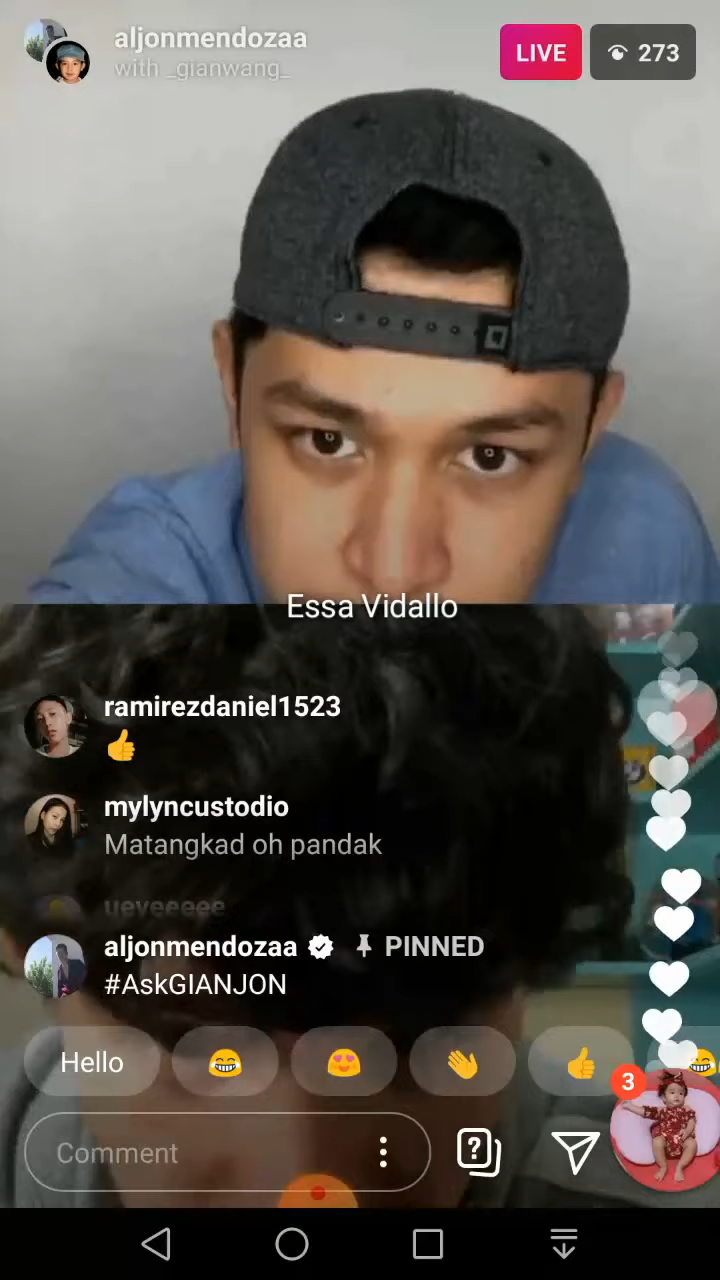 aljonmendozaa
with _gianwang_
LIVE
273
Essa Vidallo
ramirezdaniel1523
👍
mylyncustodio
Matangkad oh pandak
ueveeeee
aljonmendozaa PINNED
#AskGIANJON
Hello 😂 😍 👋 👍 😂
3
Comment
?